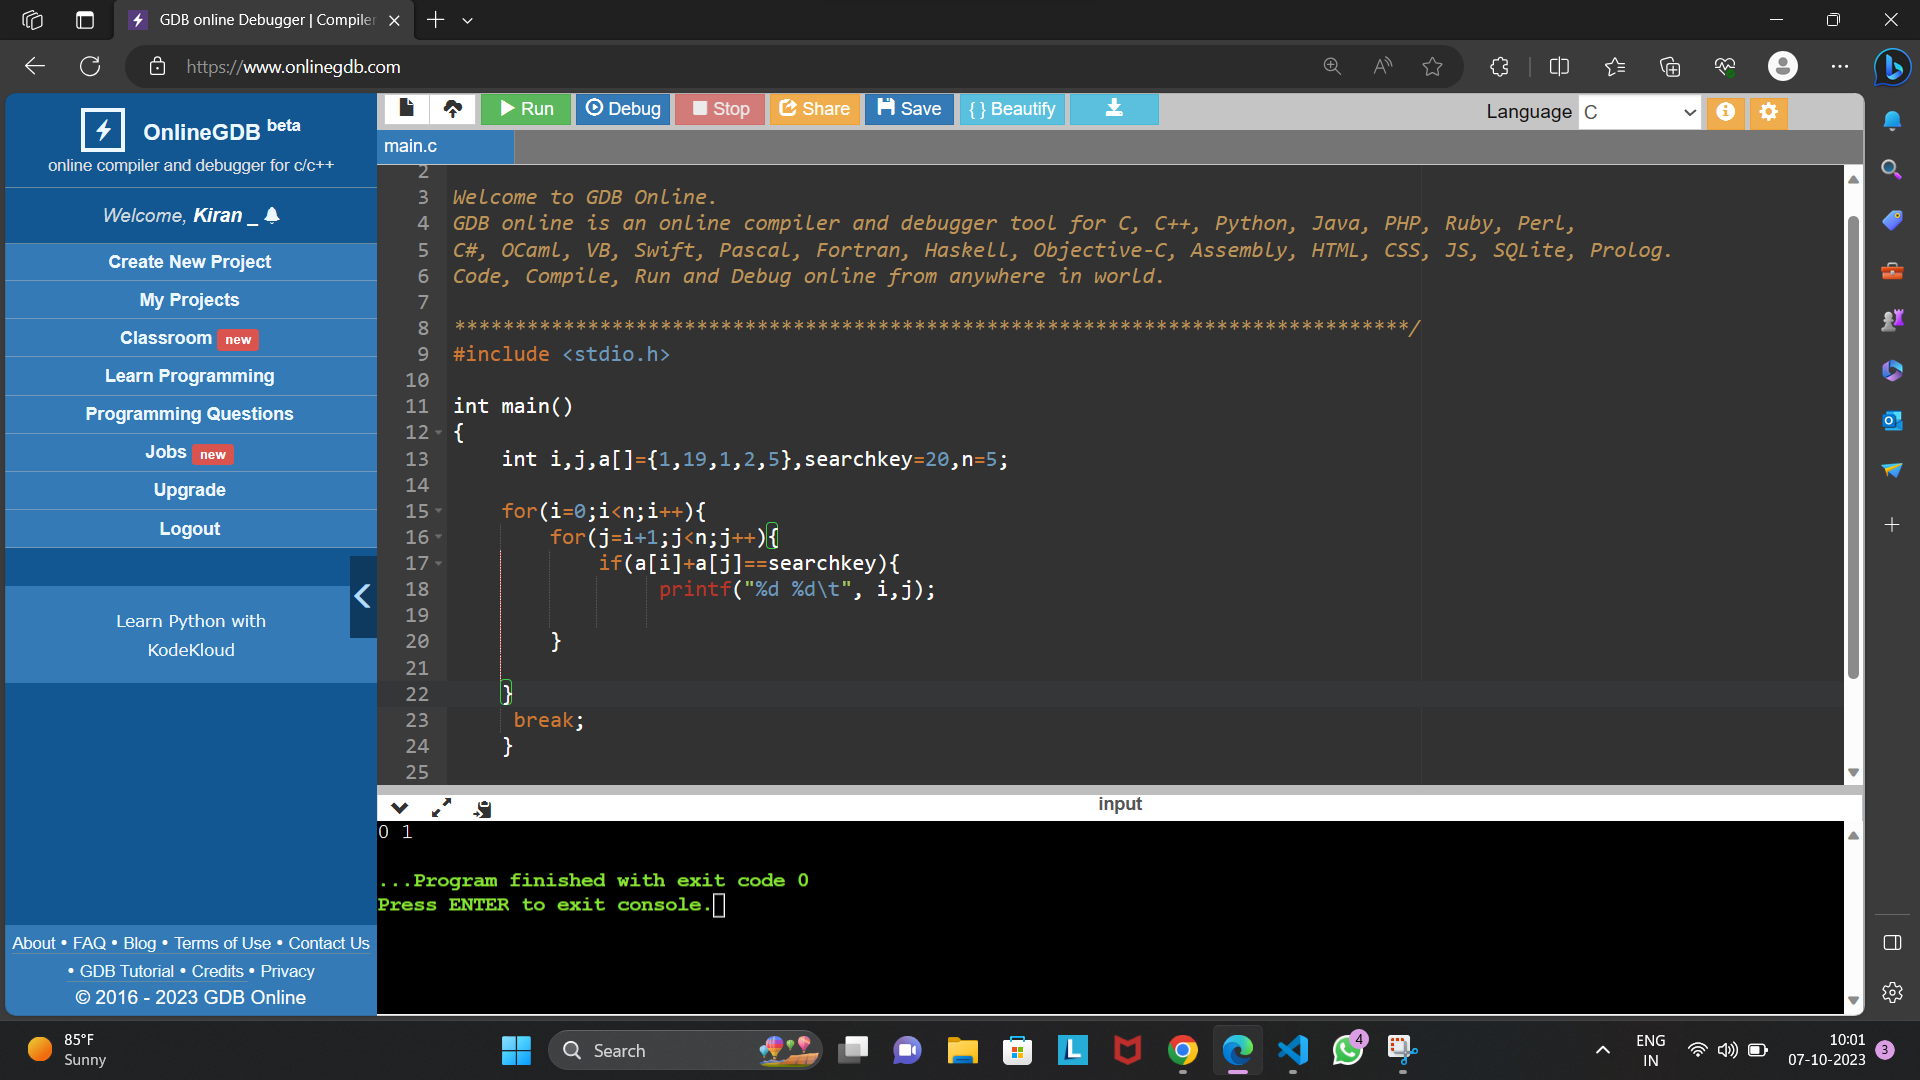 GDB online Debugger | Compiler
https://www.onlinegdb.com
OnlineGDB beta
online compiler and debugger for c/c++
Welcome, Kiran _
Create New Project
My Projects
Classroom new
Learn Programming
Programming Questions
Jobs new
Upgrade
Logout
Learn Python with
KodeKloud
About • FAQ • Blog • Terms of Use • Contact Us
• GDB Tutorial • Credits • Privacy
© 2016 - 2023 GDB Online
Run Debug Stop Share Save { } Beautify
Language C
main.c
2
3 Welcome to GDB Online.
4 GDB online is an online compiler and debugger tool for C, C++, Python, Java, PHP, Ruby, Perl,
5 C#, OCaml, VB, Swift, Pascal, Fortran, Haskell, Objective-C, Assembly, HTML, CSS, JS, SQLite, Prolog.
6 Code, Compile, Run and Debug online from anywhere in world.
7
8 *******************************************************************************/
9 #include <stdio.h>
10
11 int main()
12 {
13     int i,j,a[]={1,19,1,2,5},searchkey=20,n=5;
14
15     for(i=0;i<n;i++){
16         for(j=i+1;j<n;j++){
17             if(a[i]+a[j]==searchkey){
18                  printf("%d %d\t", i,j);
19
20         }
21
22     }
23      break;
24     }
25
input
0 1
...Program finished with exit code 0
Press ENTER to exit console.
85°F
Sunny
Search
4
ENG
IN
10:01
07-10-2023
3